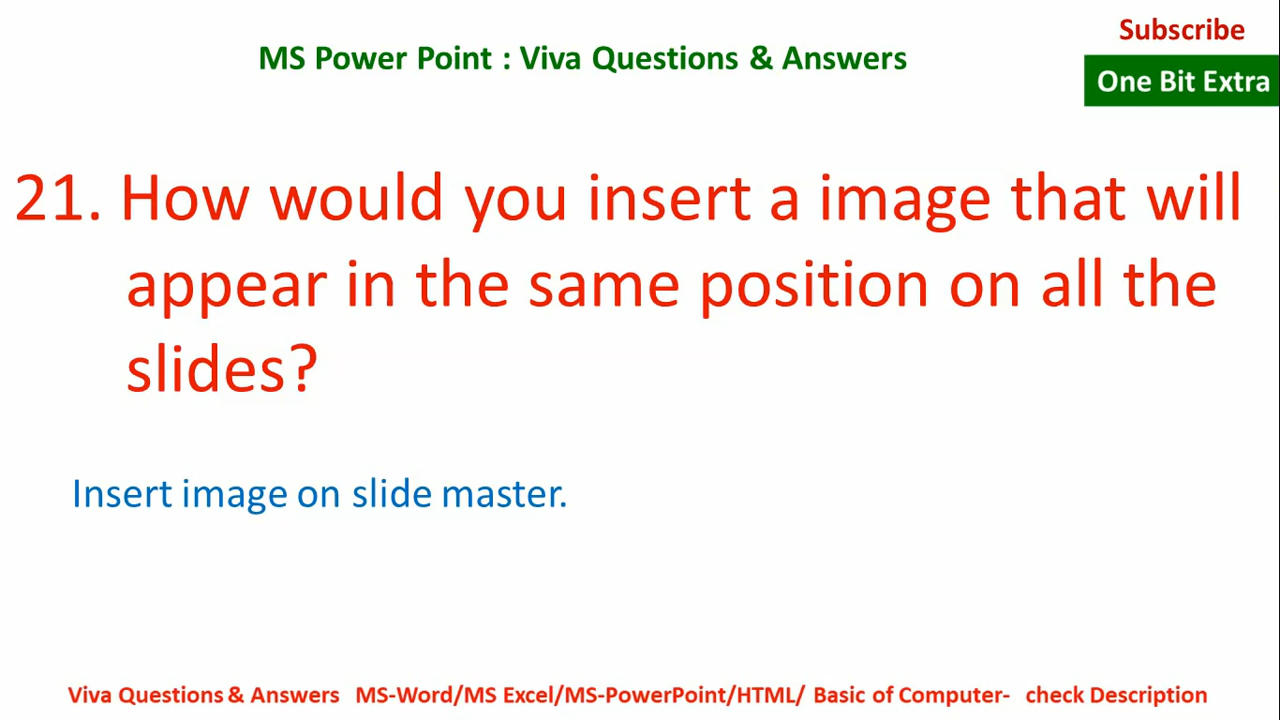 Subscribe
MS Power Point : Viva Questions & Answers
One Bit Extra
21. How would you insert a image that will
appear in the same position on all the
slides?
Insert image on slide master.
Viva Questions & Answers MS-Word/MS Excel/MS-PowerPoint/HTML/ Basic of Computer- check Description